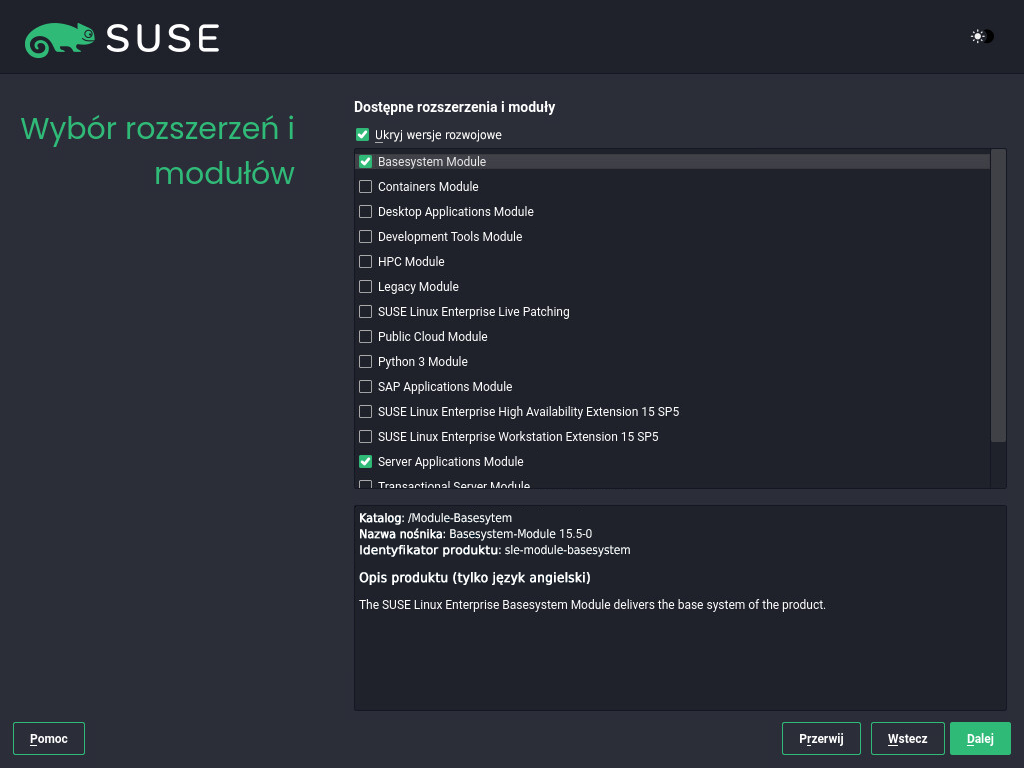 SUSE
Wybór rozszerzeń i
modułów
Dostępne rozszerzenia i moduły
Ukryj wersje rozwojowe
Basesystem Module
Containers Module
Desktop Applications Module
Development Tools Module
HPC Module
Legacy Module
SUSE Linux Enterprise Live Patching
Public Cloud Module
Python 3 Module
SAP Applications Module
SUSE Linux Enterprise High Availability Extension 15 SP5
SUSE Linux Enterprise Workstation Extension 15 SP5
Server Applications Module
Transactional Server Module
Katalog: /Module-Basesytem
Nazwa nośnika: Basesystem-Module 15.5-0
Identyfikator produktu: sle-module-basesystem
Opis produktu (tylko język angielski)
The SUSE Linux Enterprise Basesystem Module delivers the base system of the product.
Pomoc
Przerwij
Wstecz
Dalej